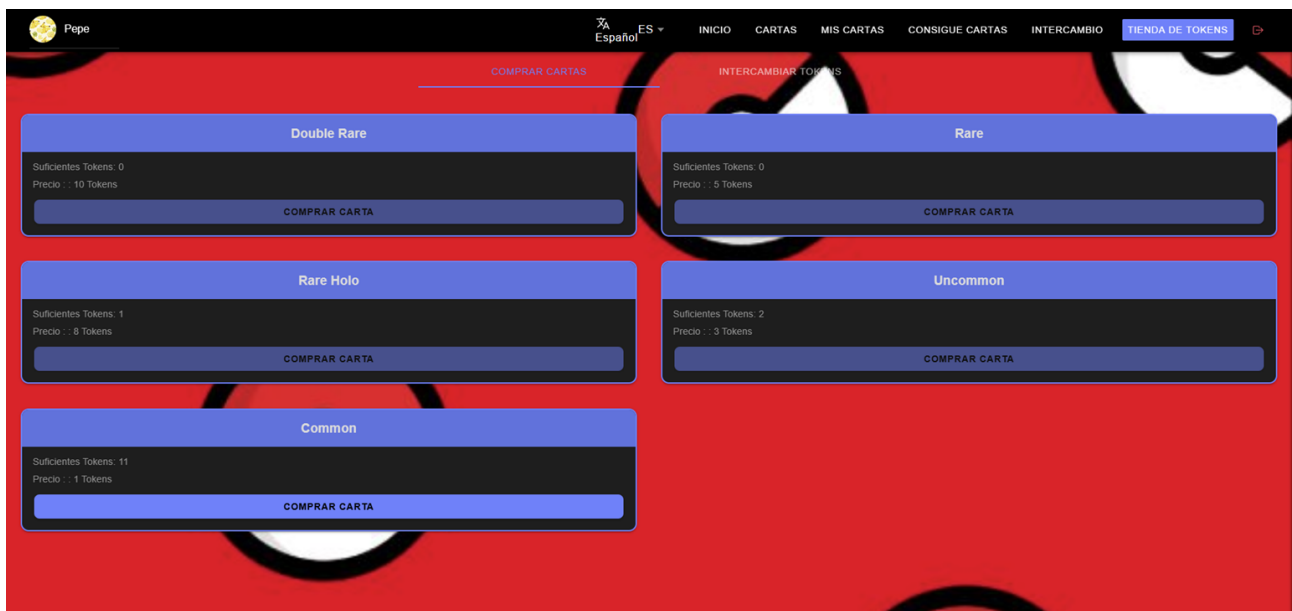 Pepe
Español ES
INICIO
CARTAS
MIS CARTAS
CONSIGUE CARTAS
INTERCAMBIO
TIENDA DE TOKENS
COMPRAR CARTAS
INTERCAMBIAR TOKENS
Double Rare
Suficientes Tokens: 0
Precio : : 10 Tokens
COMPRAR CARTA
Rare
Suficientes Tokens: 0
Precio : : 5 Tokens
COMPRAR CARTA
Rare Holo
Suficientes Tokens: 1
Precio : : 8 Tokens
COMPRAR CARTA
Uncommon
Suficientes Tokens: 2
Precio : : 3 Tokens
COMPRAR CARTA
Common
Suficientes Tokens: 11
Precio : : 1 Tokens
COMPRAR CARTA